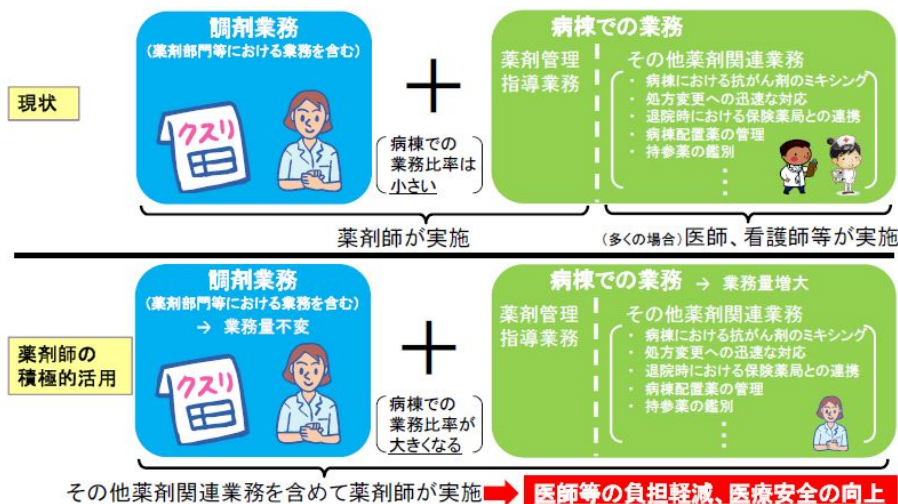 調剤業務
(薬剤部門等における業務を含む)
クスリ
現状
＋
病棟での
業務比率は
小さい
病棟での業務
薬剤管理
指導業務
その他薬剤関連業務
・ 病棟における抗がん剤のミキシング
・ 処方変更への迅速な対応
・ 退院時における保険薬局との連携
・ 病棟配置薬の管理
・ 持参薬の鑑別
薬剤師が実施
(多くの場合)医師、看護師等が実施
調剤業務
(薬剤部門等における業務を含む)
→ 業務量不変
クスリ
薬剤師の
積極的活用
＋
病棟での
業務比率が
大きくなる
病棟での業務 → 業務量増大
薬剤管理
指導業務
その他薬剤関連業務
・ 病棟における抗がん剤のミキシング
・ 処方変更への迅速な対応
・ 退院時における保険薬局との連携
・ 病棟配置薬の管理
・ 持参薬の鑑別
その他薬剤関連業務を含めて薬剤師が実施
医師等の負担軽減、医療安全の向上